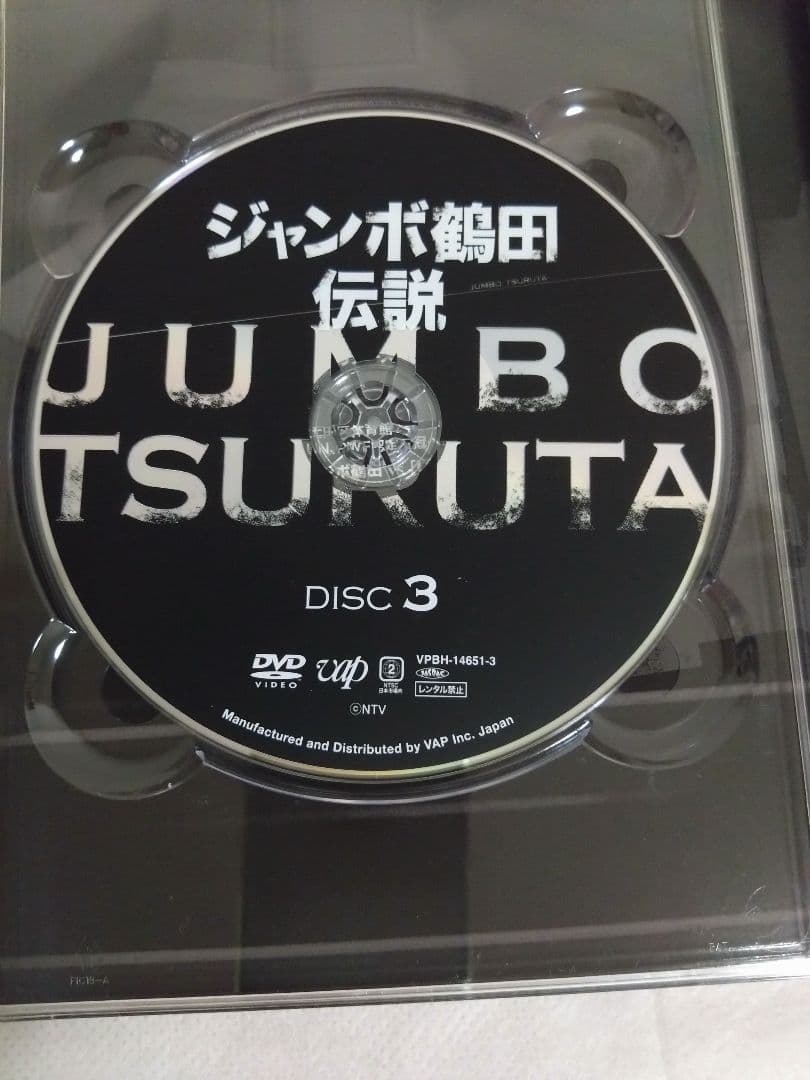 ジャンボ鶴田
伝説
JUMBO TSURUTA
JUMBO
TSURUTA
DISC 3
DVD
VIDEO
vap
2
NTSC
日本市場向
VPBH-14651-3
レンタル禁止
©NTV
Manufactured and Distributed by VAP Inc. Japan
F1C18-A